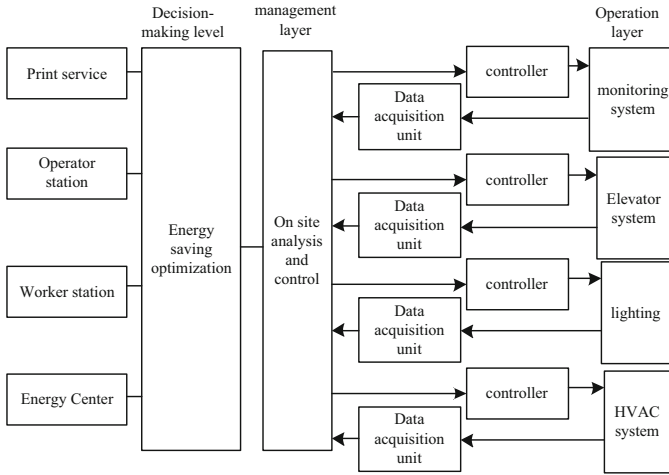 Decision-
making level
management
layer
Operation
layer
Print service
Operator
station
Worker station
Energy Center
Energy
saving
optimization
On site
analysis
and
control
controller
Data
acquisition
unit
monitoring
system
controller
Data
acquisition
unit
Elevator
system
controller
Data
acquisition
unit
lighting
controller
Data
acquisition
unit
HVAC
system